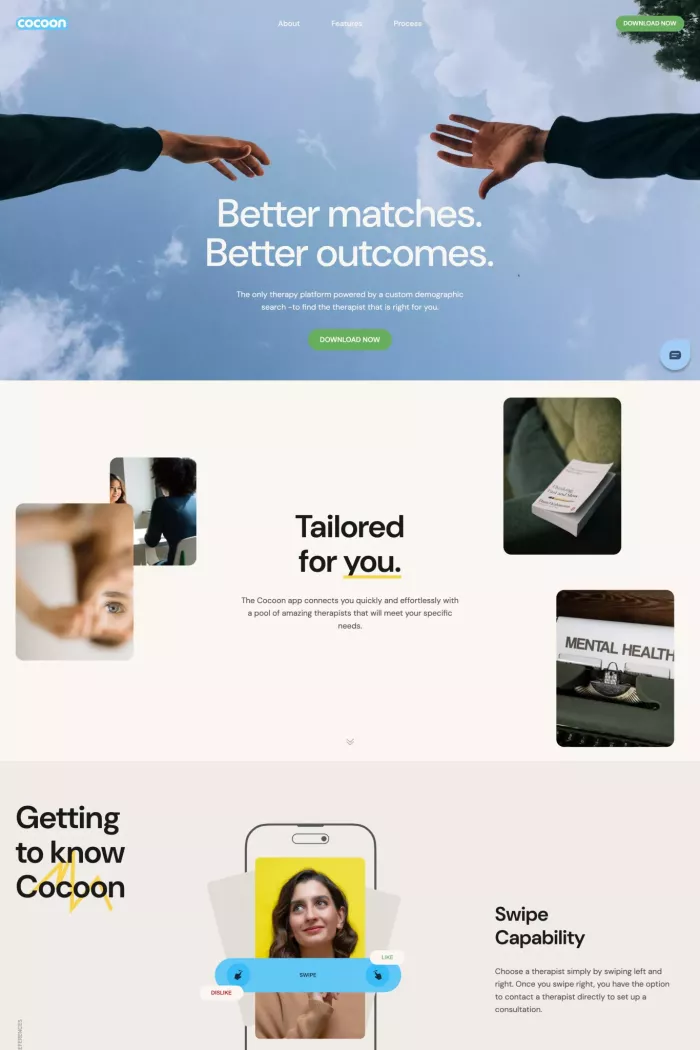 cocoon
About
Features
Process
DOWNLOAD NOW
Better matches.
Better outcomes.
The only therapy platform powered by a custom demographic
search -to find the therapist that is right for you.
DOWNLOAD NOW
Tailored
for you.
The Cocoon app connects you quickly and effortlessly with
a pool of amazing therapists that will meet your specific
needs.
Thinking,
Fast and Slow
MENTAL HEALTH
Getting
to know
Cocoon
LIKE
SWIPE
DISLIKE
Swipe
Capability
Choose a therapist simply by swiping left and
right. Once you swipe right, you have the option
to contact a therapist directly to set up a
consultation.